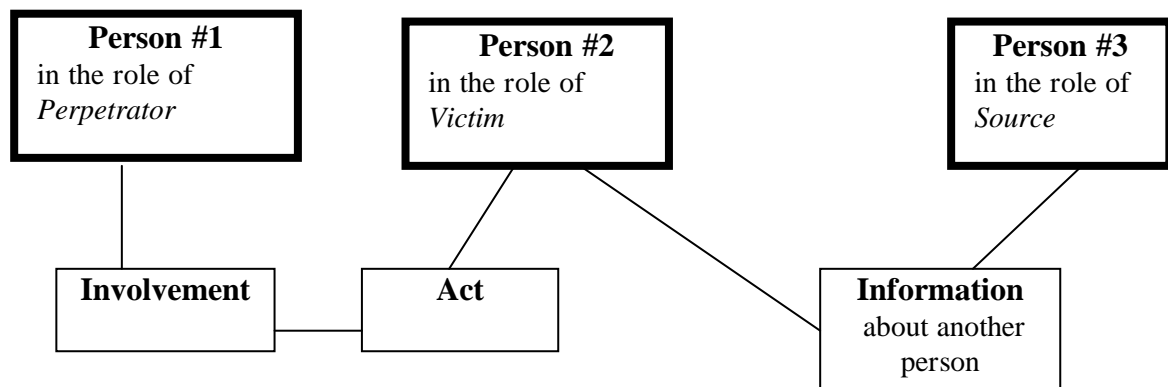 Person #1
in the role of
Perpetrator
Person #2
in the role of
Victim
Person #3
in the role of
Source
Involvement
Act
Information
about another
person